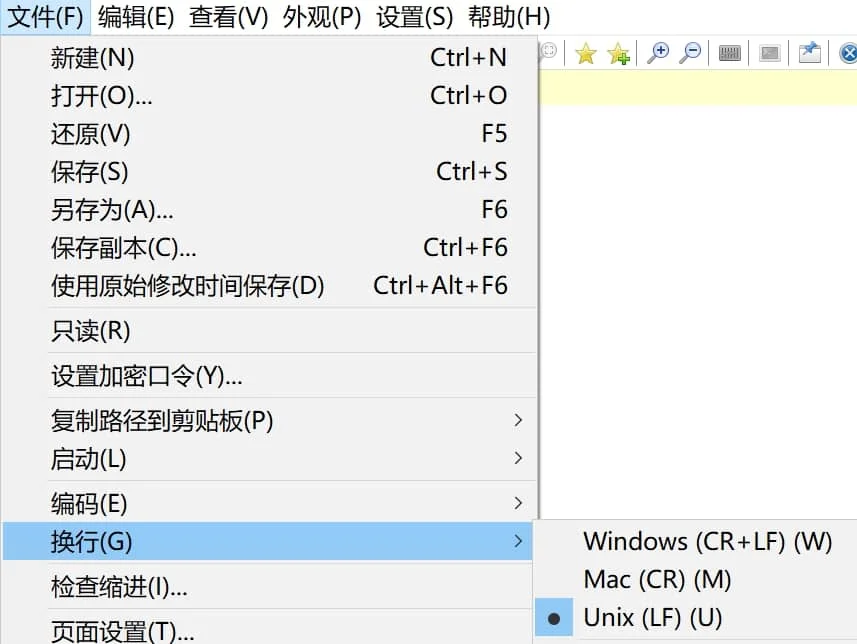 文件(F) 编辑(E) 查看(V) 外观(P) 设置(S) 帮助(H)
新建(N) Ctrl+N
打开(O)... Ctrl+O
还原(V) F5
保存(S) Ctrl+S
另存为(A)... F6
保存副本(C)... Ctrl+F6
使用原始修改时间保存(D) Ctrl+Alt+F6
只读(R)
设置加密口令(Y)...
复制路径到剪贴板(P)
启动(L)
编码(E)
换行(G)
Windows (CR+LF) (W)
Mac (CR) (M)
Unix (LF) (U)
检查缩进(I)...
页面设置(T)...